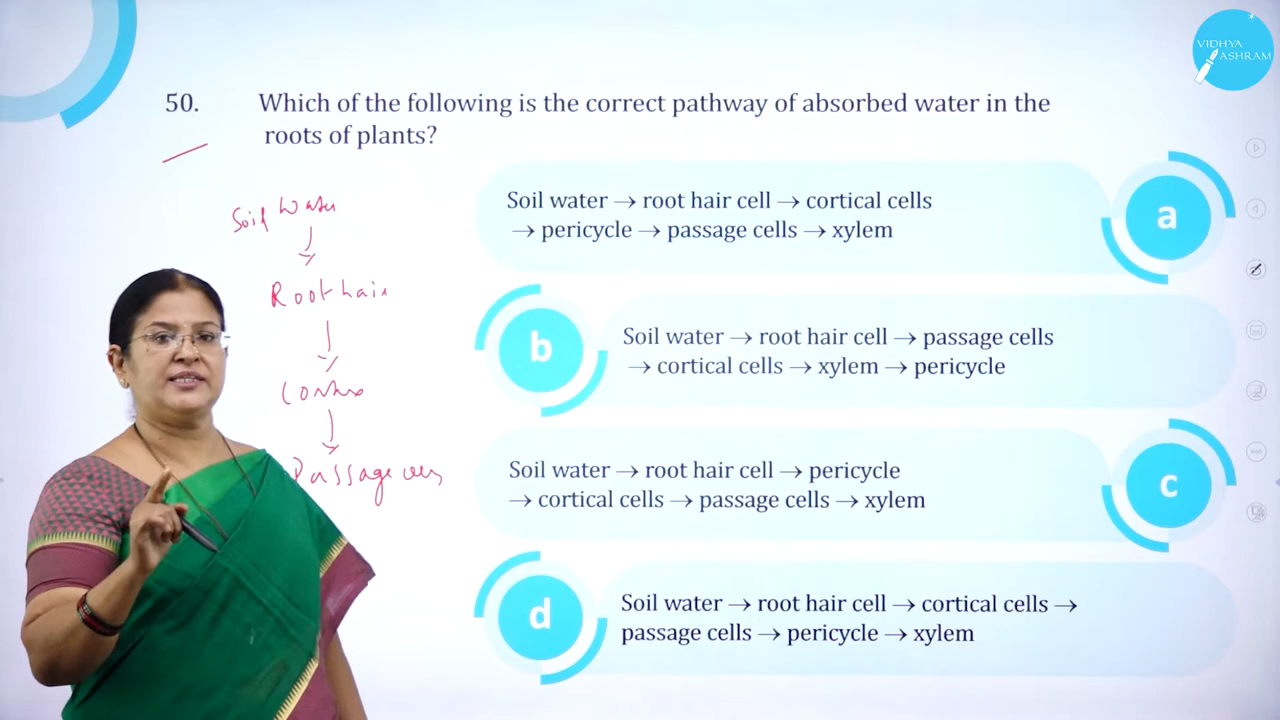 VIDHYA
ASHRAM
50. Which of the following is the correct pathway of absorbed water in the
roots of plants?
Soil water → root hair cell → cortical cells
→ pericycle → passage cells → xylem
a
b
Soil water → root hair cell → passage cells
→ cortical cells → xylem → pericycle
Soil water → root hair cell → pericycle
→ cortical cells → passage cells → xylem
c
d
Soil water → root hair cell → cortical cells →
passage cells → pericycle → xylem
Soil Water
↓
Root hair
↓
Cortex
↓
Passage